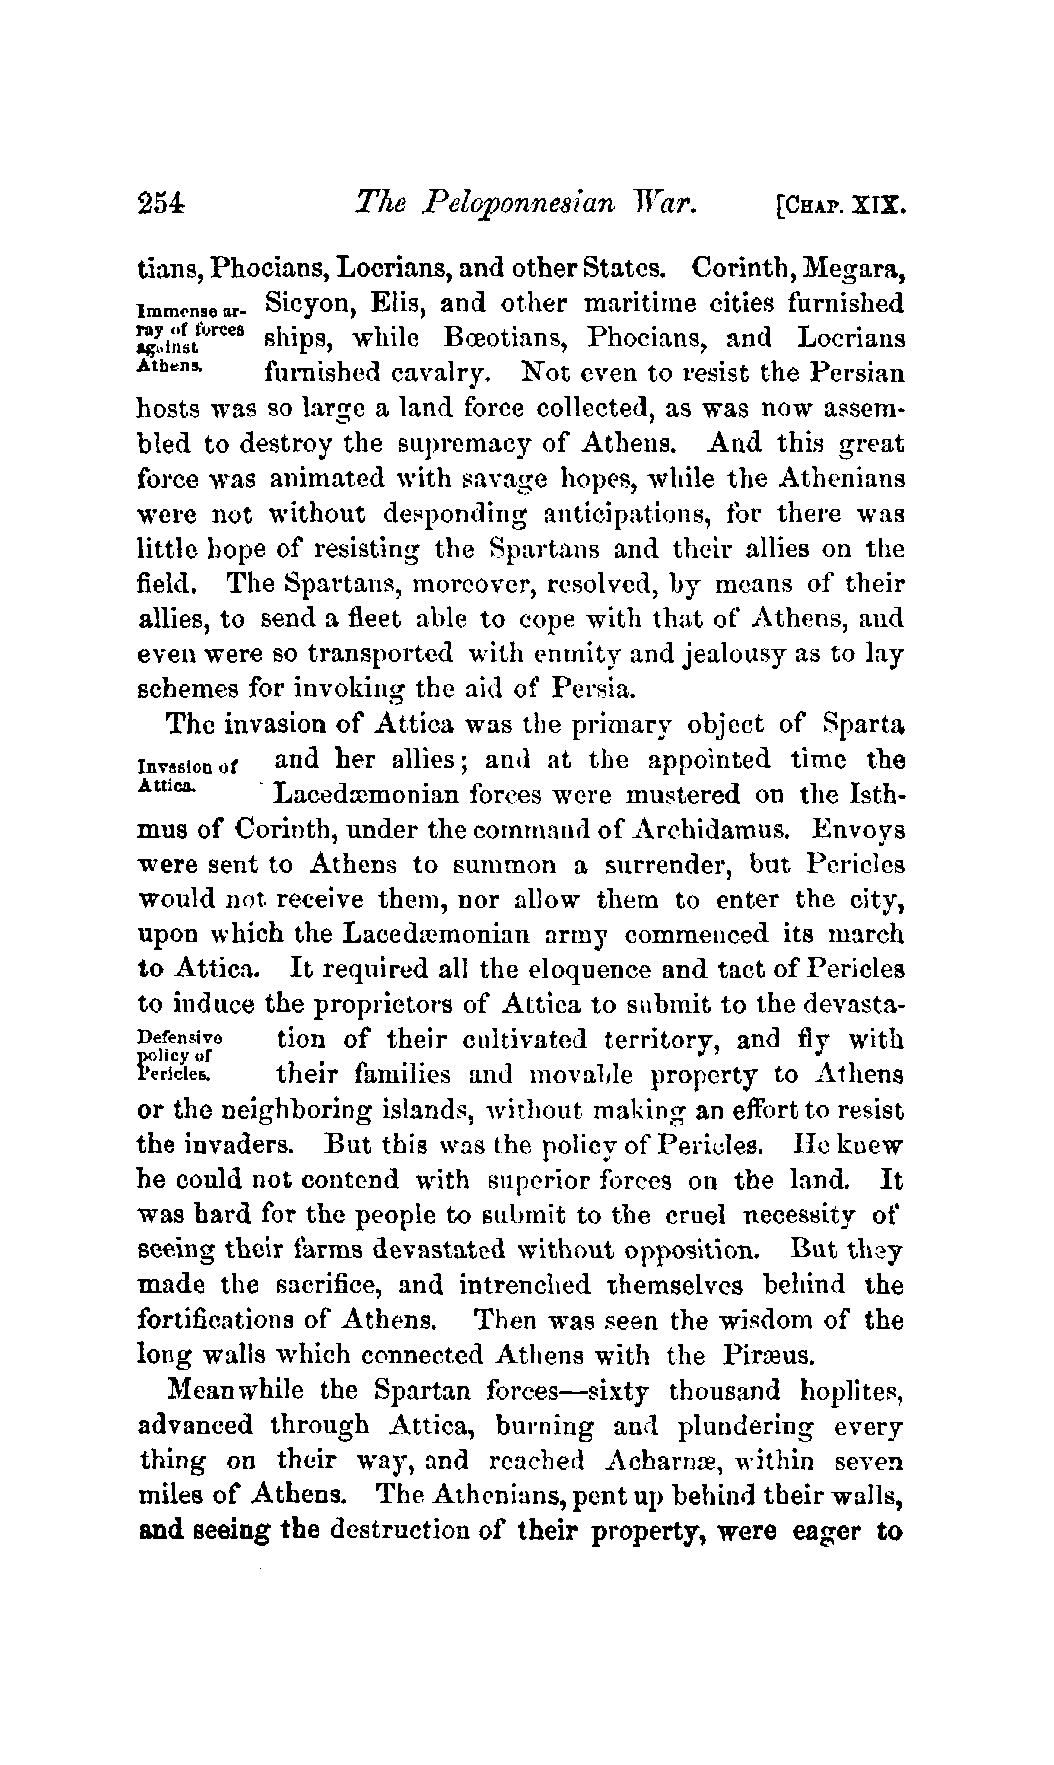 254 The Peloponnesian War. [CHAP. XIX.
tians, Phocians, Locrians, and other States. Corinth, Megara,
Immense ar-
ray of forces
against
Athens.
Sicyon, Elis, and other maritime cities furnished
ships, while Bœotians, Phocians, and Locrians
furnished cavalry. Not even to resist the Persian
hosts was so large a land force collected, as was now assem-
bled to destroy the supremacy of Athens. And this great
force was animated with savage hopes, while the Athenians
were not without desponding anticipations, for there was
little hope of resisting the Spartans and their allies on the
field. The Spartans, moreover, resolved, by means of their
allies, to send a fleet able to cope with that of Athens, and
even were so transported with enmity and jealousy as to lay
schemes for invoking the aid of Persia.
The invasion of Attica was the primary object of Sparta
Invasion of
Attica.
and her allies; and at the appointed time the
Lacedæmonian forces were mustered on the Isth-
mus of Corinth, under the command of Archidamus. Envoys
were sent to Athens to summon a surrender, but Pericles
would not receive them, nor allow them to enter the city,
upon which the Lacedæmonian army commenced its march
to Attica. It required all the eloquence and tact of Pericles
to induce the proprietors of Attica to submit to the devasta-
Defensive
policy of
Pericles.
tion of their cultivated territory, and fly with
their families and movable property to Athens
or the neighboring islands, without making an effort to resist
the invaders. But this was the policy of Pericles. He knew
he could not contend with superior forces on the land. It
was hard for the people to submit to the cruel necessity of
seeing their farms devastated without opposition. But they
made the sacrifice, and intrenched themselves behind the
fortifications of Athens. Then was seen the wisdom of the
long walls which connected Athens with the Piræus.
Meanwhile the Spartan forces—sixty thousand hoplites,
advanced through Attica, burning and plundering every
thing on their way, and reached Acharnæ, within seven
miles of Athens. The Athenians, pent up behind their walls,
and seeing the destruction of their property, were eager to